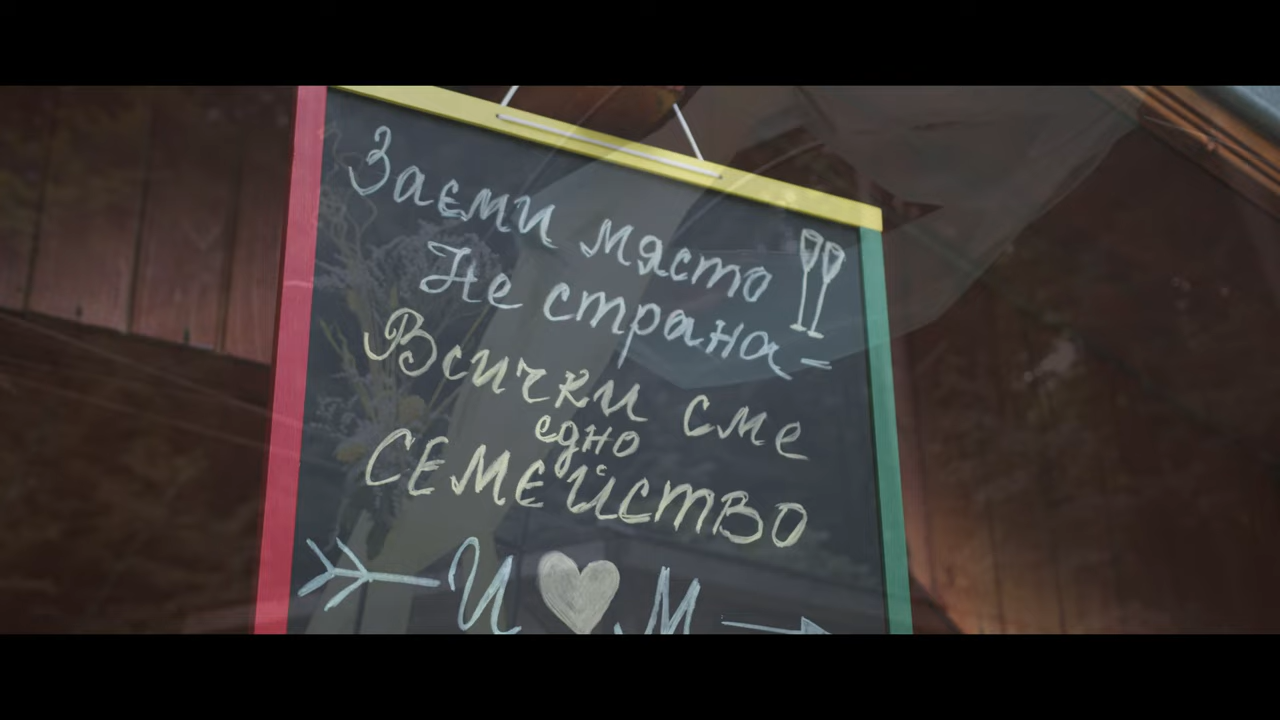 Заеми място
Не страна-
Всички сме
едно
СЕМЕЙСТВО
И М